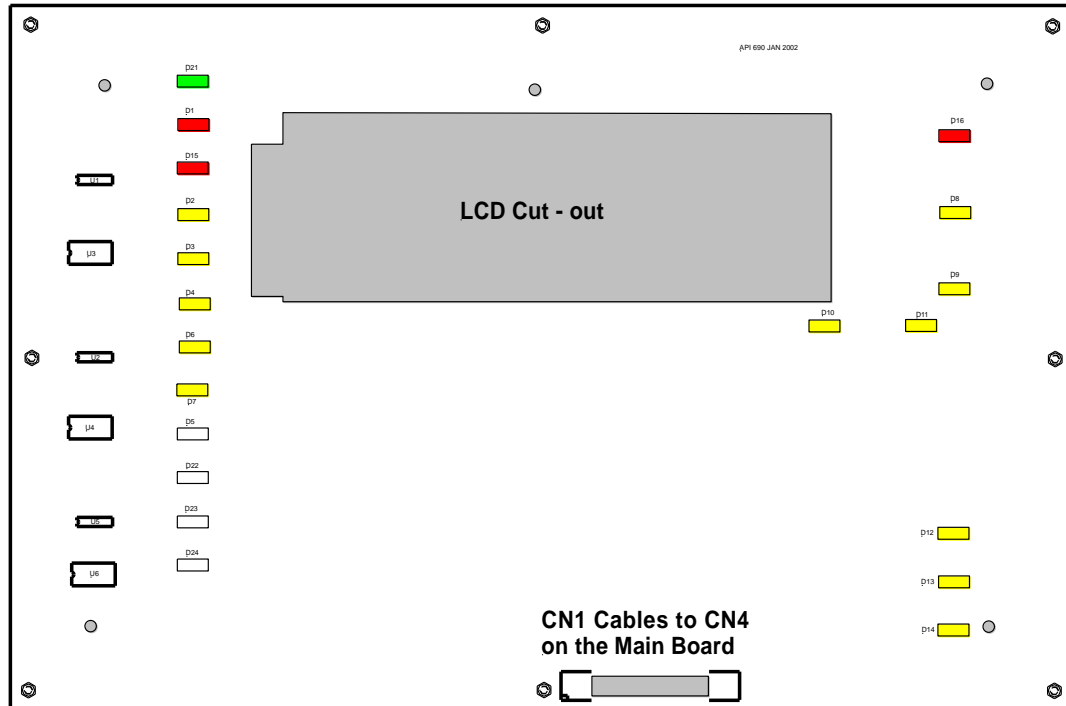 API 690 JAN 2002
D21
D1
D16
D15
U1
D2
D8
LCD Cut - out
D3
U3
D9
D4
D10
D11
D6
U2
D7
D5
U4
D22
D23
U5
D12
D24
U6
D13
CN1 Cables to CN4
on the Main Board
D14